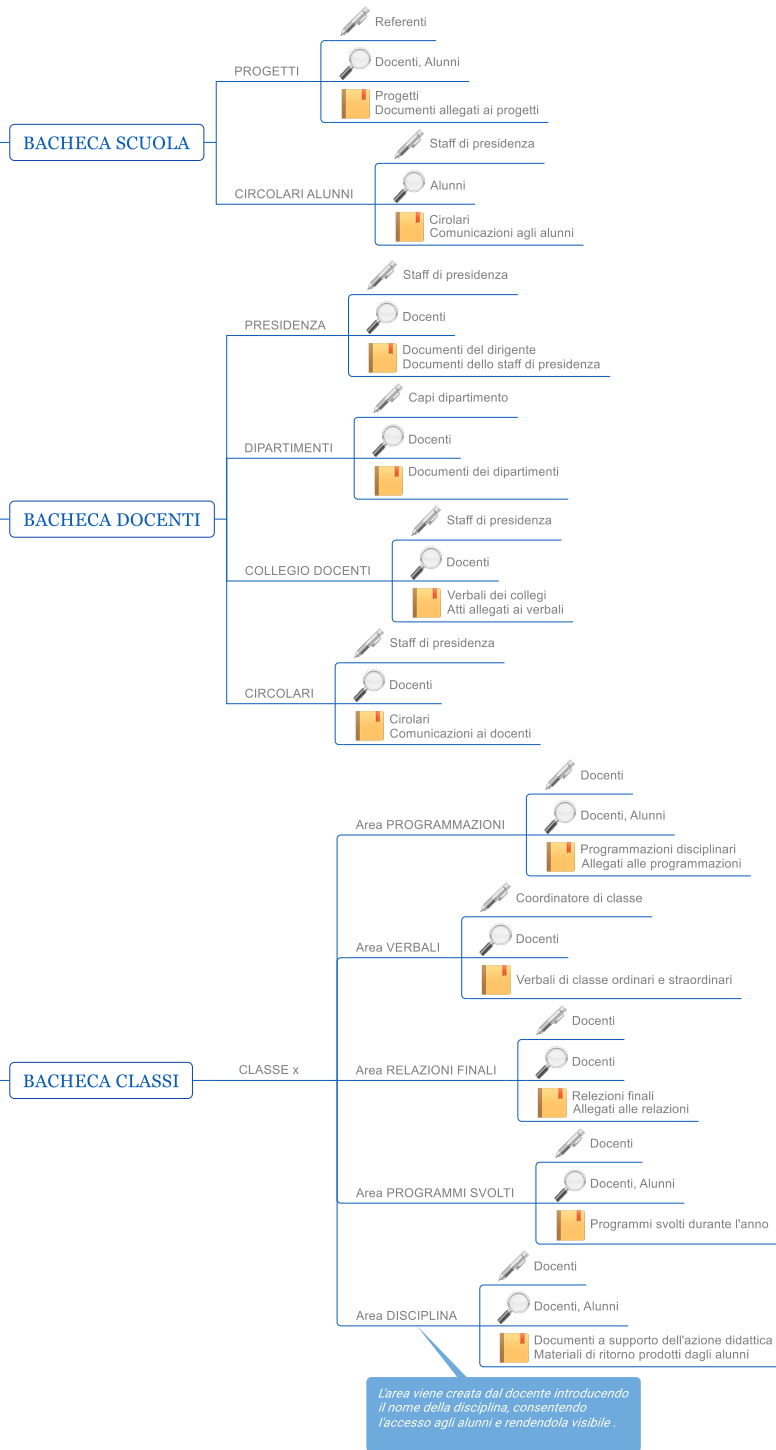 BACHECA SCUOLA
PROGETTI
Referenti
Docenti, Alunni
Progetti
Documenti allegati ai progetti
CIRCOLARI ALUNNI
Staff di presidenza
Alunni
Cirolari
Comunicazioni agli alunni
BACHECA DOCENTI
PRESIDENZA
Staff di presidenza
Docenti
Documenti del dirigente
Documenti dello staff di presidenza
DIPARTIMENTI
Capi dipartimento
Docenti
Documenti dei dipartimenti
COLLEGIO DOCENTI
Staff di presidenza
Docenti
Verbali dei collegi
Atti allegati ai verbali
CIRCOLARI
Staff di presidenza
Docenti
Cirolari
Comunicazioni ai docenti
BACHECA CLASSI
CLASSE x
Area PROGRAMMAZIONI
Docenti
Docenti, Alunni
Programmazioni disciplinari
Allegati alle programmazioni
Area VERBALI
Coordinatore di classe
Docenti
Verbali di classe ordinari e straordinari
Area RELAZIONI FINALI
Docenti
Docenti
Relezioni finali
Allegati alle relazioni
Area PROGRAMMI SVOLTI
Docenti
Docenti, Alunni
Programmi svolti durante l'anno
Area DISCIPLINA
Docenti
Docenti, Alunni
Documenti a supporto dell'azione didattica
Materiali di ritorno prodotti dagli alunni
L'area viene creata dal docente introducendo
il nome della disciplina, consentendo
l'accesso agli alunni e rendendola visibile .